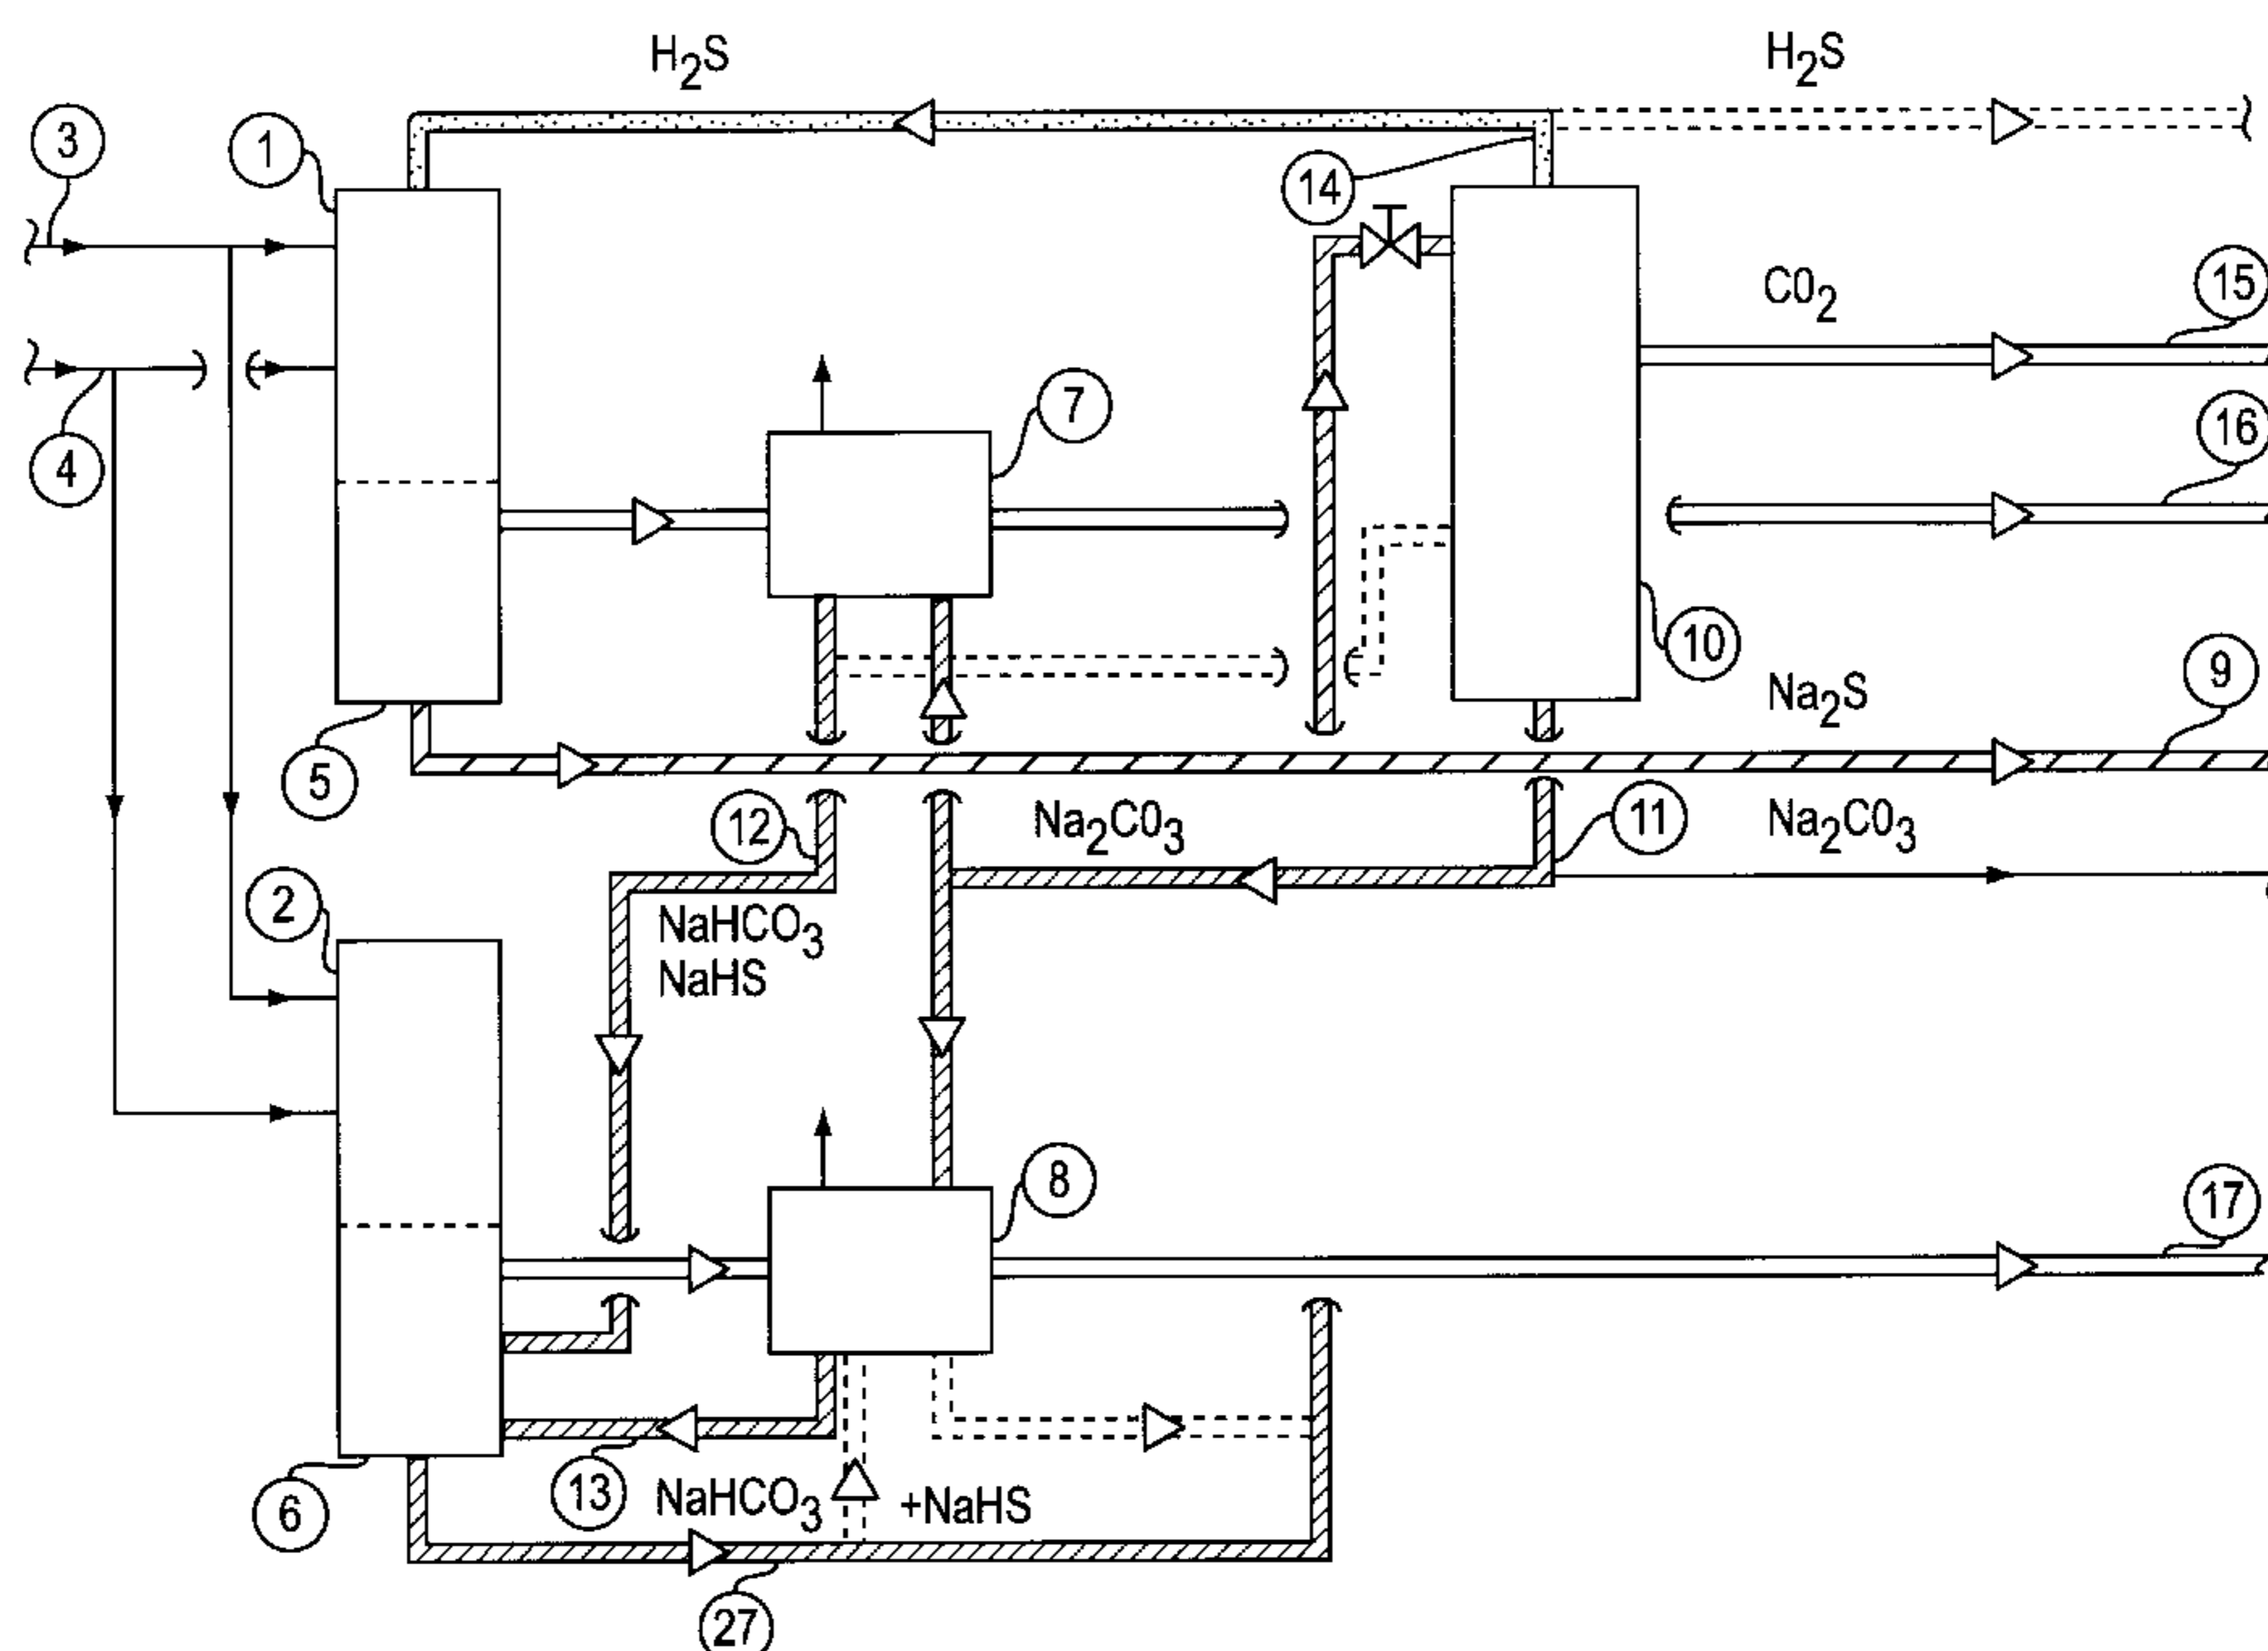 H₂S
H₂S
3
1
14
CO₂
15
7
16
4
10
Na₂S
9
5
12
Na₂CO₃
11
Na₂CO₃
2
NaHCO₃
NaHS
8
17
13
NaHCO₃ +NaHS
6
27